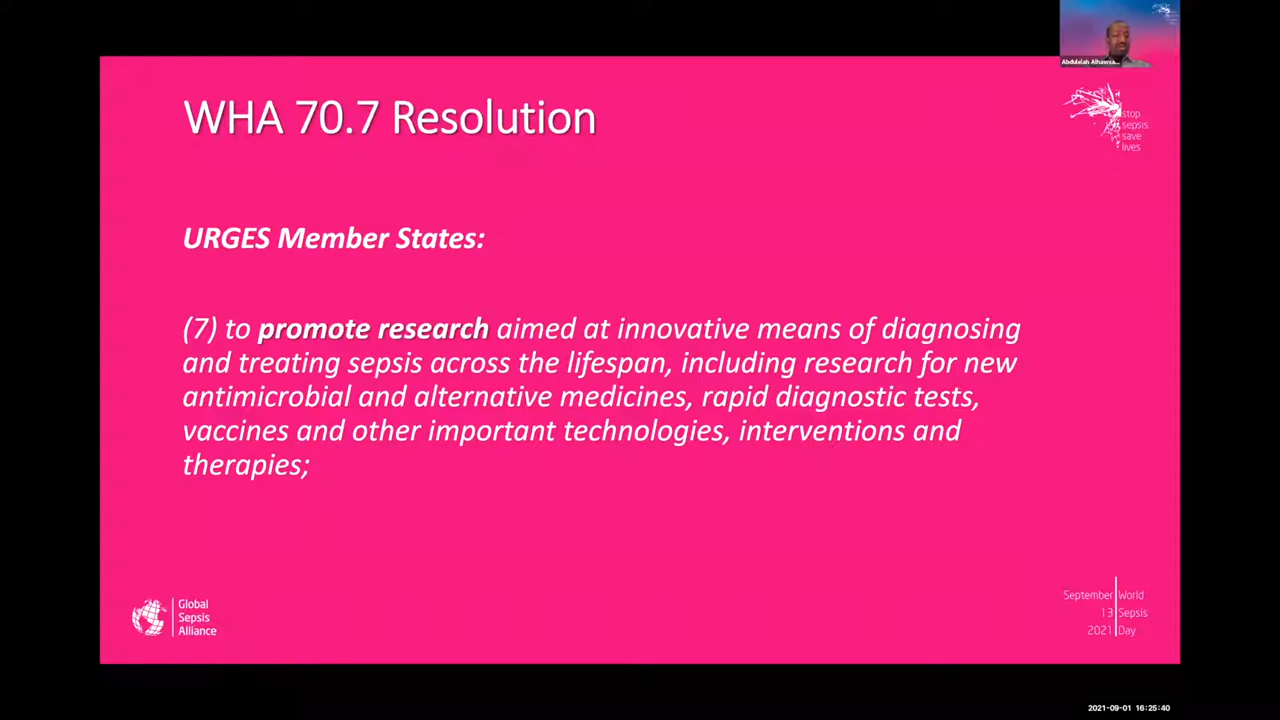 Abdulelah Alhawsa...
WHA 70.7 Resolution
stop
sepsis
save
lives
URGES Member States:
(7) to promote research aimed at innovative means of diagnosing
and treating sepsis across the lifespan, including research for new
antimicrobial and alternative medicines, rapid diagnostic tests,
vaccines and other important technologies, interventions and
therapies;
Global
Sepsis
Alliance
September World
13 Sepsis
2021 Day
2021-09-01 16:25:40